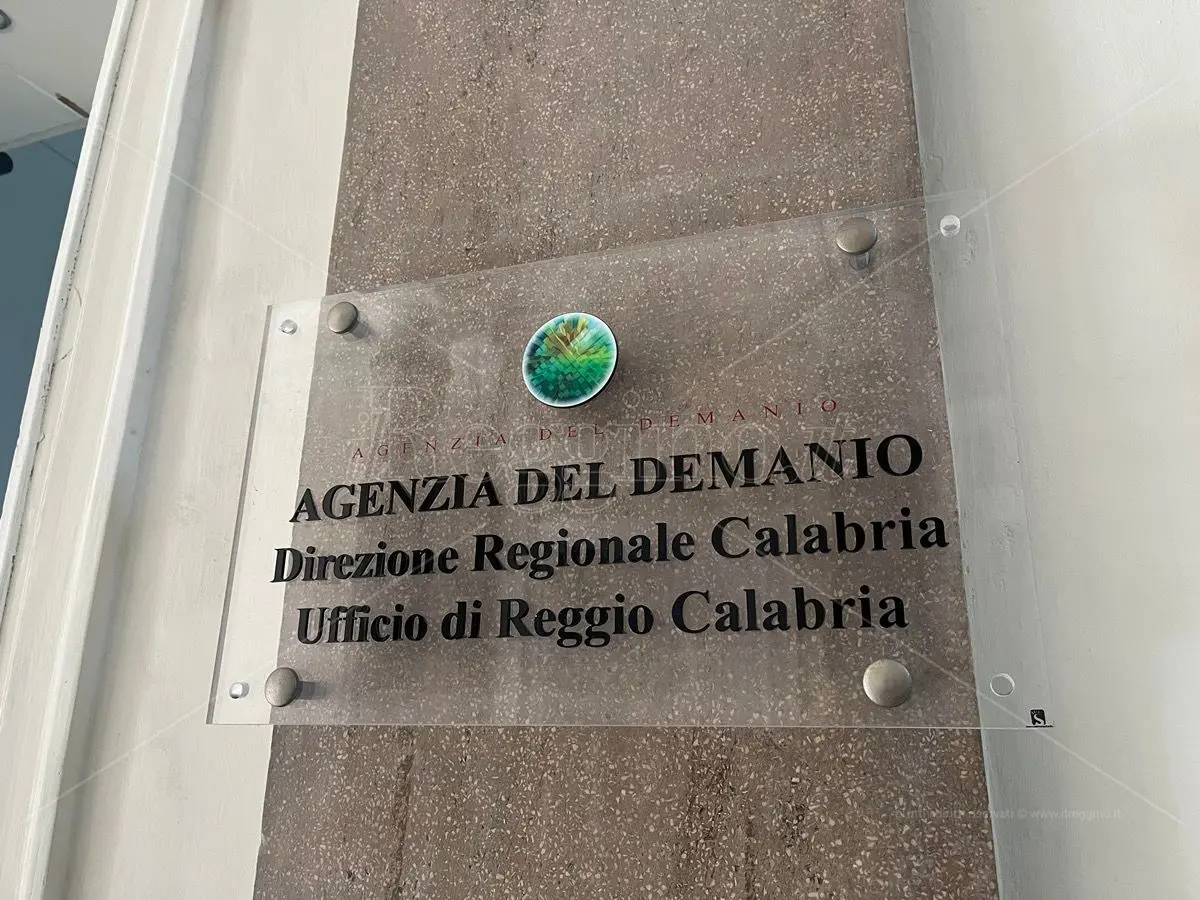 AGENZIA DEL DEMANIO
AGENZIA DEL DEMANIO
Direzione Regionale Calabria
Ufficio di Reggio Calabria